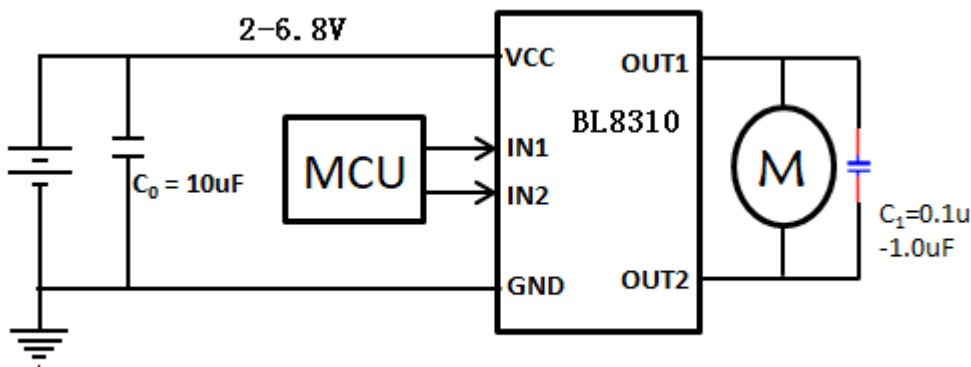 2-6.8V
VCC
OUT1
BL8310
MCU
IN1
IN2
C₀ = 10uF
M
C₁=0.1u
-1.0uF
GND
OUT2